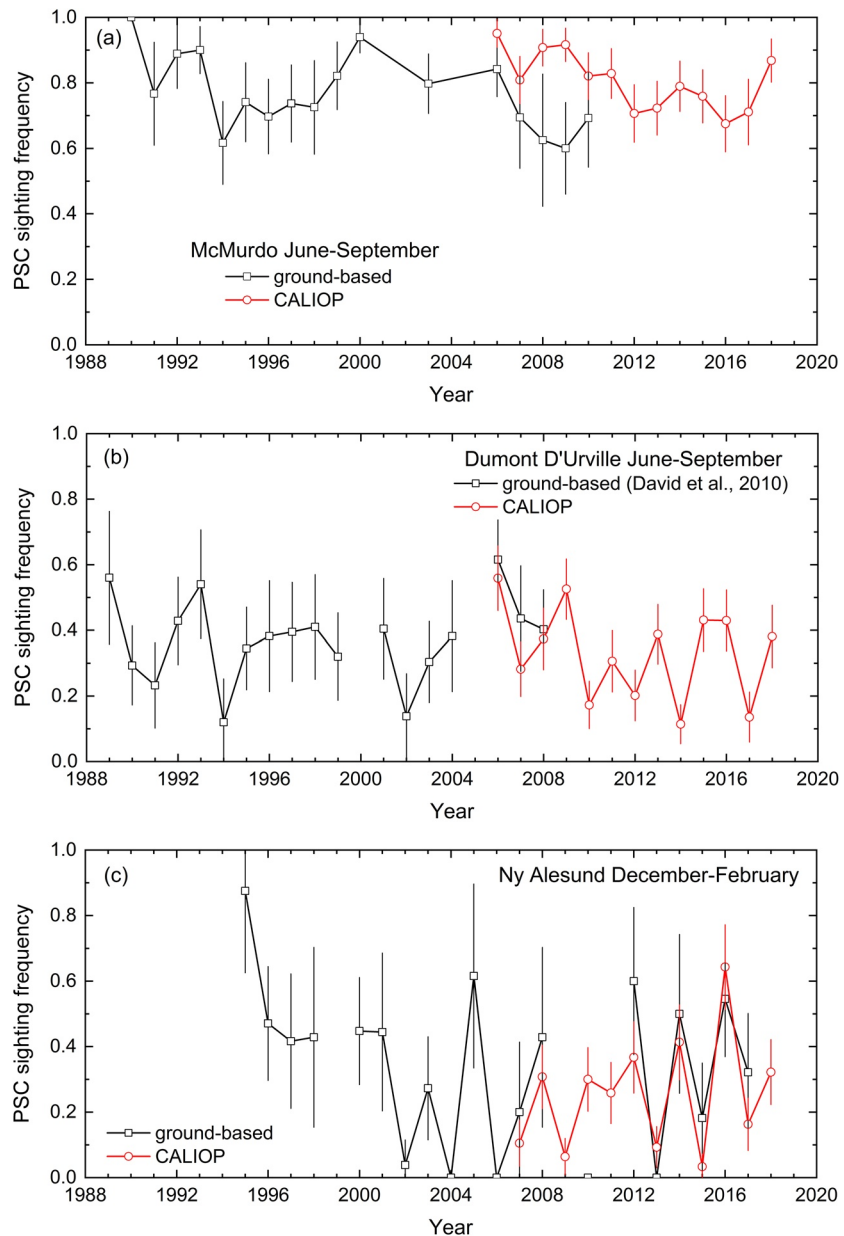 (a)
PSC sighting frequency
1.0
0.8
0.6
0.4
0.2
0.0
McMurdo June-September
ground-based
CALIOP
1988 1992 1996 2000 2004 2008 2012 2016 2020
Year
(b)
PSC sighting frequency
1.0
0.8
0.6
0.4
0.2
0.0
Dumont D'Urville June-September
ground-based (David et al., 2010)
CALIOP
1988 1992 1996 2000 2004 2008 2012 2016 2020
Year
(c)
PSC sighting frequency
1.0
0.8
0.6
0.4
0.2
0.0
Ny Alesund December-February
ground-based
CALIOP
1988 1992 1996 2000 2004 2008 2012 2016 2020
Year